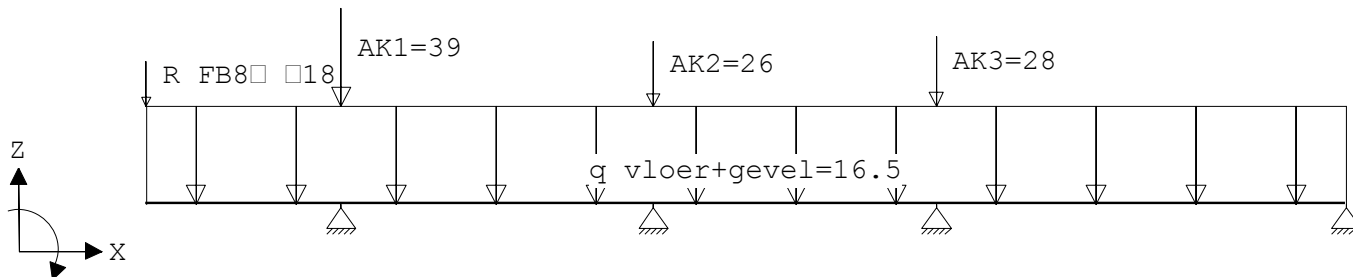 AK1=39
AK2=26
AK3=28
R FB8□ □18
q vloer+gevel=16.5
Z
X